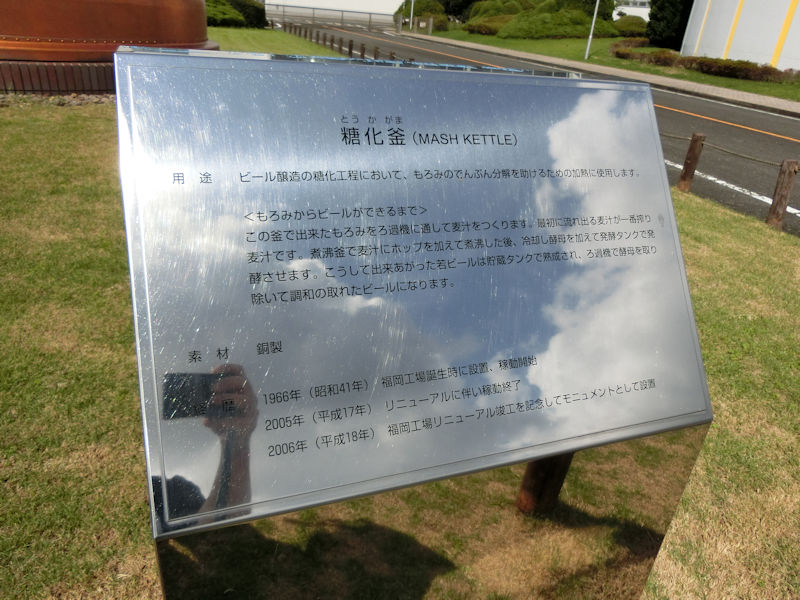 とうかがま
糖化釜(MASH KETTLE)
用 途 ビール醸造の糖化工程において、もろみのでんぷん分解を助けるための加熱に使用します。
＜もろみからビールができるまで＞
この釜で出来たもろみをろ過機に通して麦汁をつくります。最初に流れ出る麦汁が一番搾り
麦汁です。煮沸釜で麦汁にホップを加えて煮沸した後、冷却し酵母を加えて発酵タンクで発
酵させます。こうして出来あがった若ビールは貯蔵タンクで熟成され、ろ過機で酵母を取り
除いて調和の取れたビールになります。
素 材 銅製
経 歴 1966年（昭和41年） 福岡工場誕生時に設置、稼動開始
2005年（平成17年） リニューアルに伴い稼動終了
2006年（平成18年） 福岡工場リニューアル竣工を記念してモニュメントとして設置